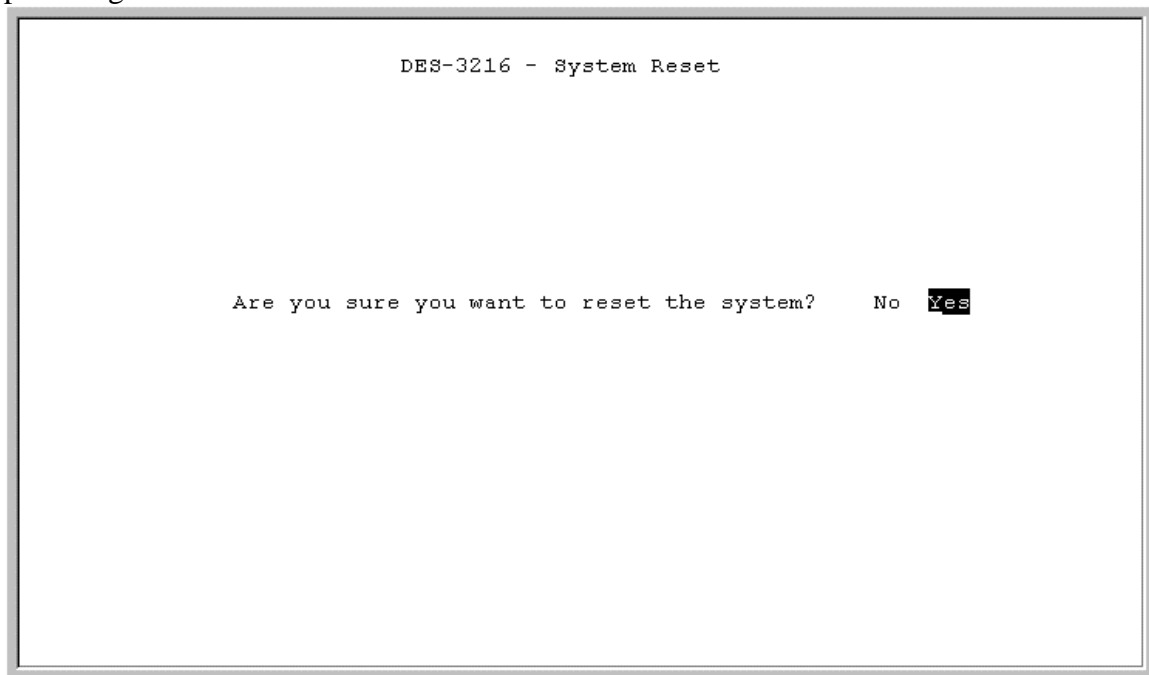 DES-3216 - System Reset
Are you sure you want to reset the system? No Yes